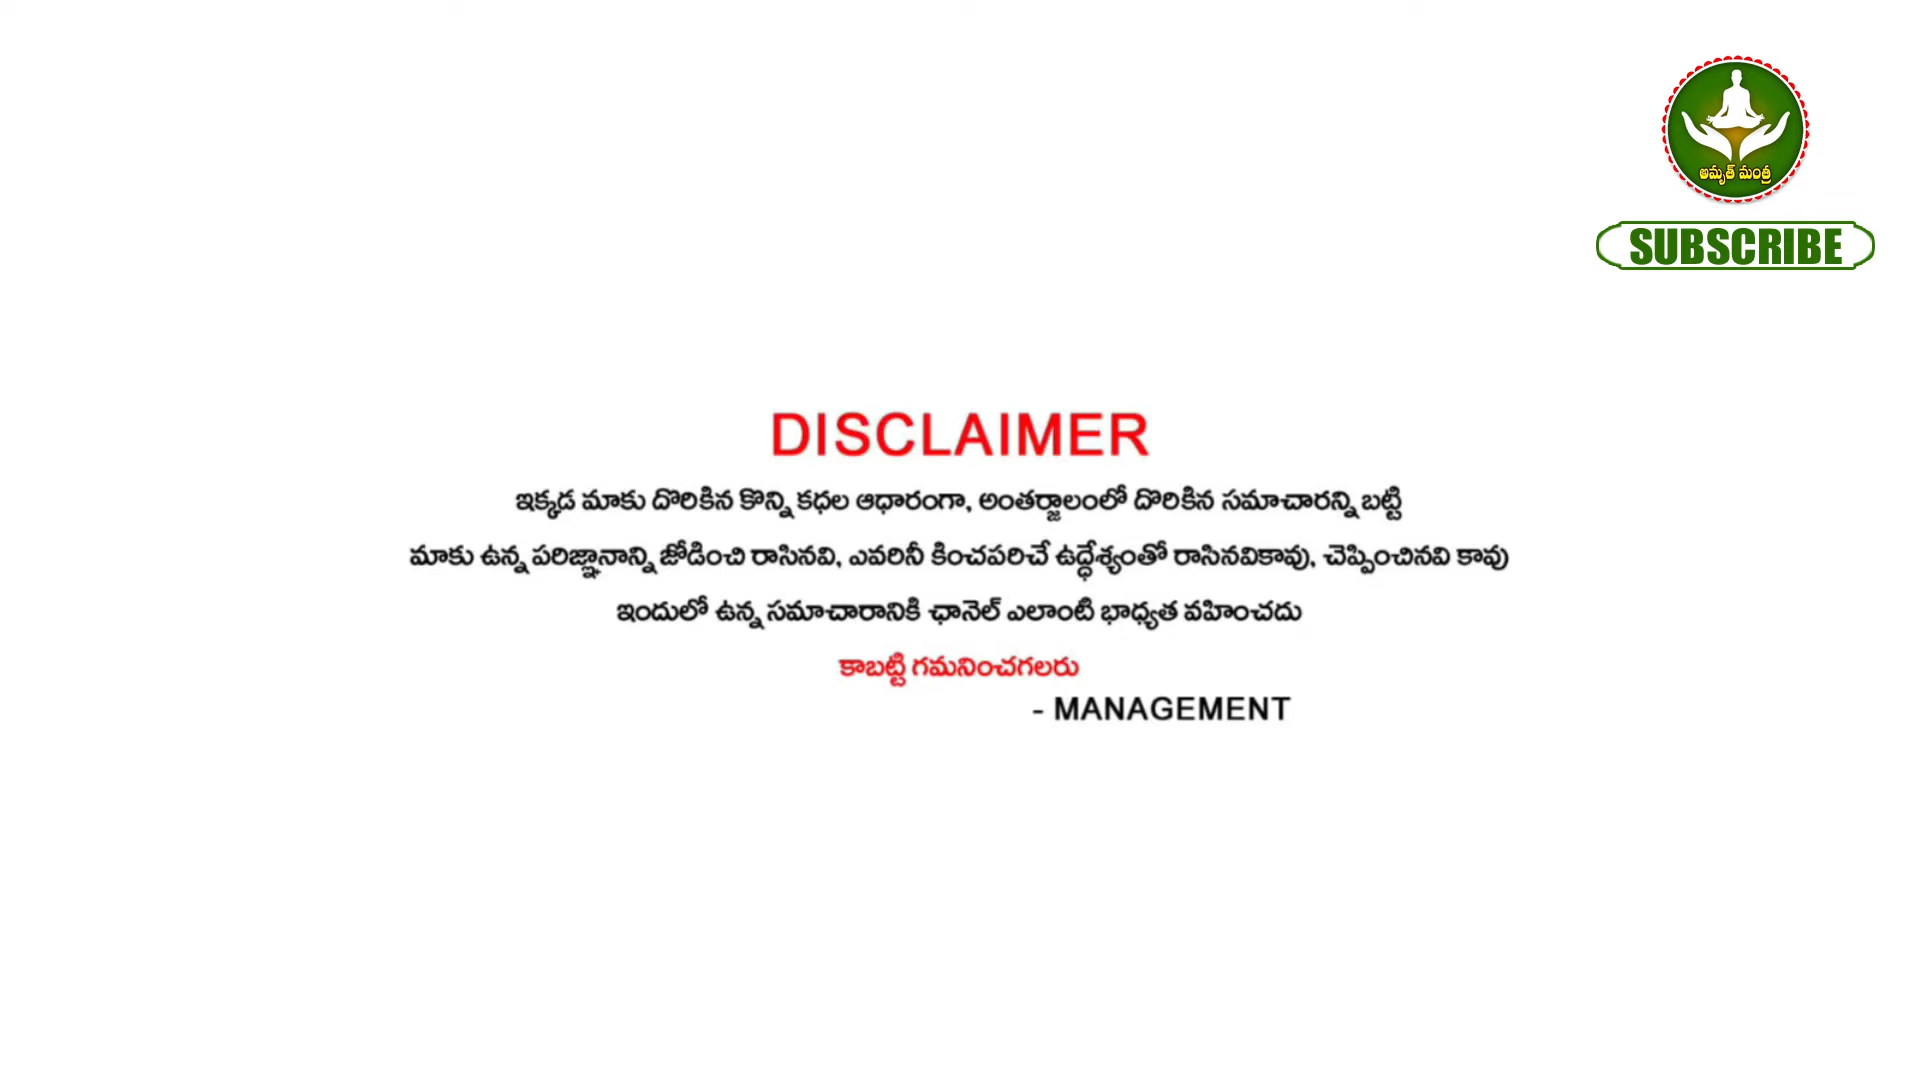 అమృత్ మంత్ర
SUBSCRIBE
DISCLAIMER
ఇక్కడ మాకు దొరికిన కొన్ని కధల ఆధారంగా, అంతర్జాలంలో దొరికిన సమాచారన్ని బట్టి
మాకు ఉన్న పరిజ్ఞానాన్ని జోడించి రాసినవి, ఎవరినీ కించపరిచే ఉద్ధేశ్యంతో రాసినవికావు, చెప్పించినవి కావు
ఇందులో ఉన్న సమాచారానికి ఛానెల్ ఎలాంటి భాధ్యత వహించదు
కాబట్టి గమనించగలరు
- MANAGEMENT